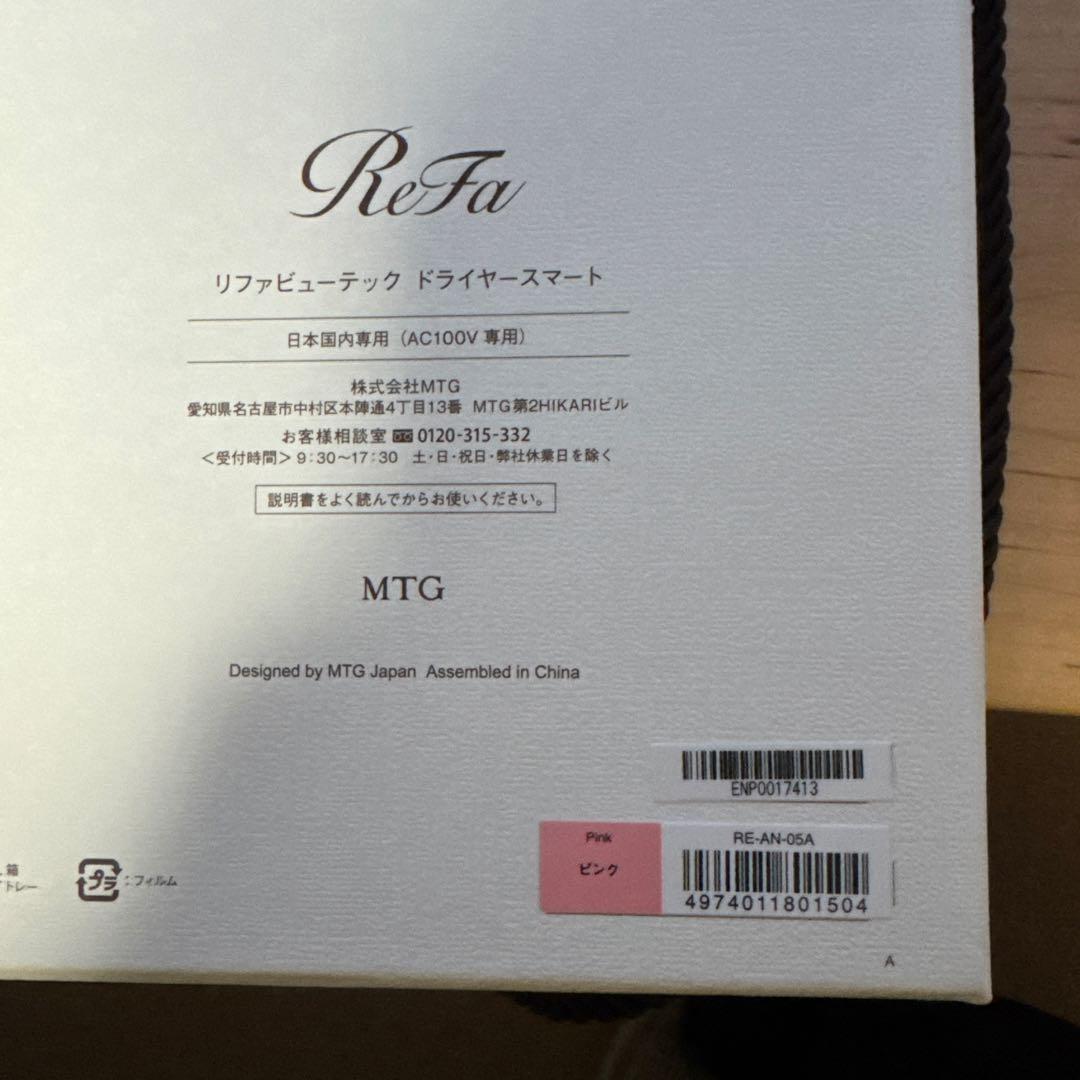 ReFa
リファビューテック ドライヤースマート
日本国内専用（AC100V 専用）
株式会社MTG
愛知県名古屋市中村区本陣通4丁目13番 MTG第2HIKARIビル
お客様相談室 0120-315-332
＜受付時間＞9:30〜17:30 土・日・祝日・弊社休業日を除く
説明書をよく読んでからお使いください。
MTG
Designed by MTG Japan Assembled in China
ENP0017413
Pink
ピンク
RE-AN-05A
4974011801504
箱
トレー
プラ :フィルム
A